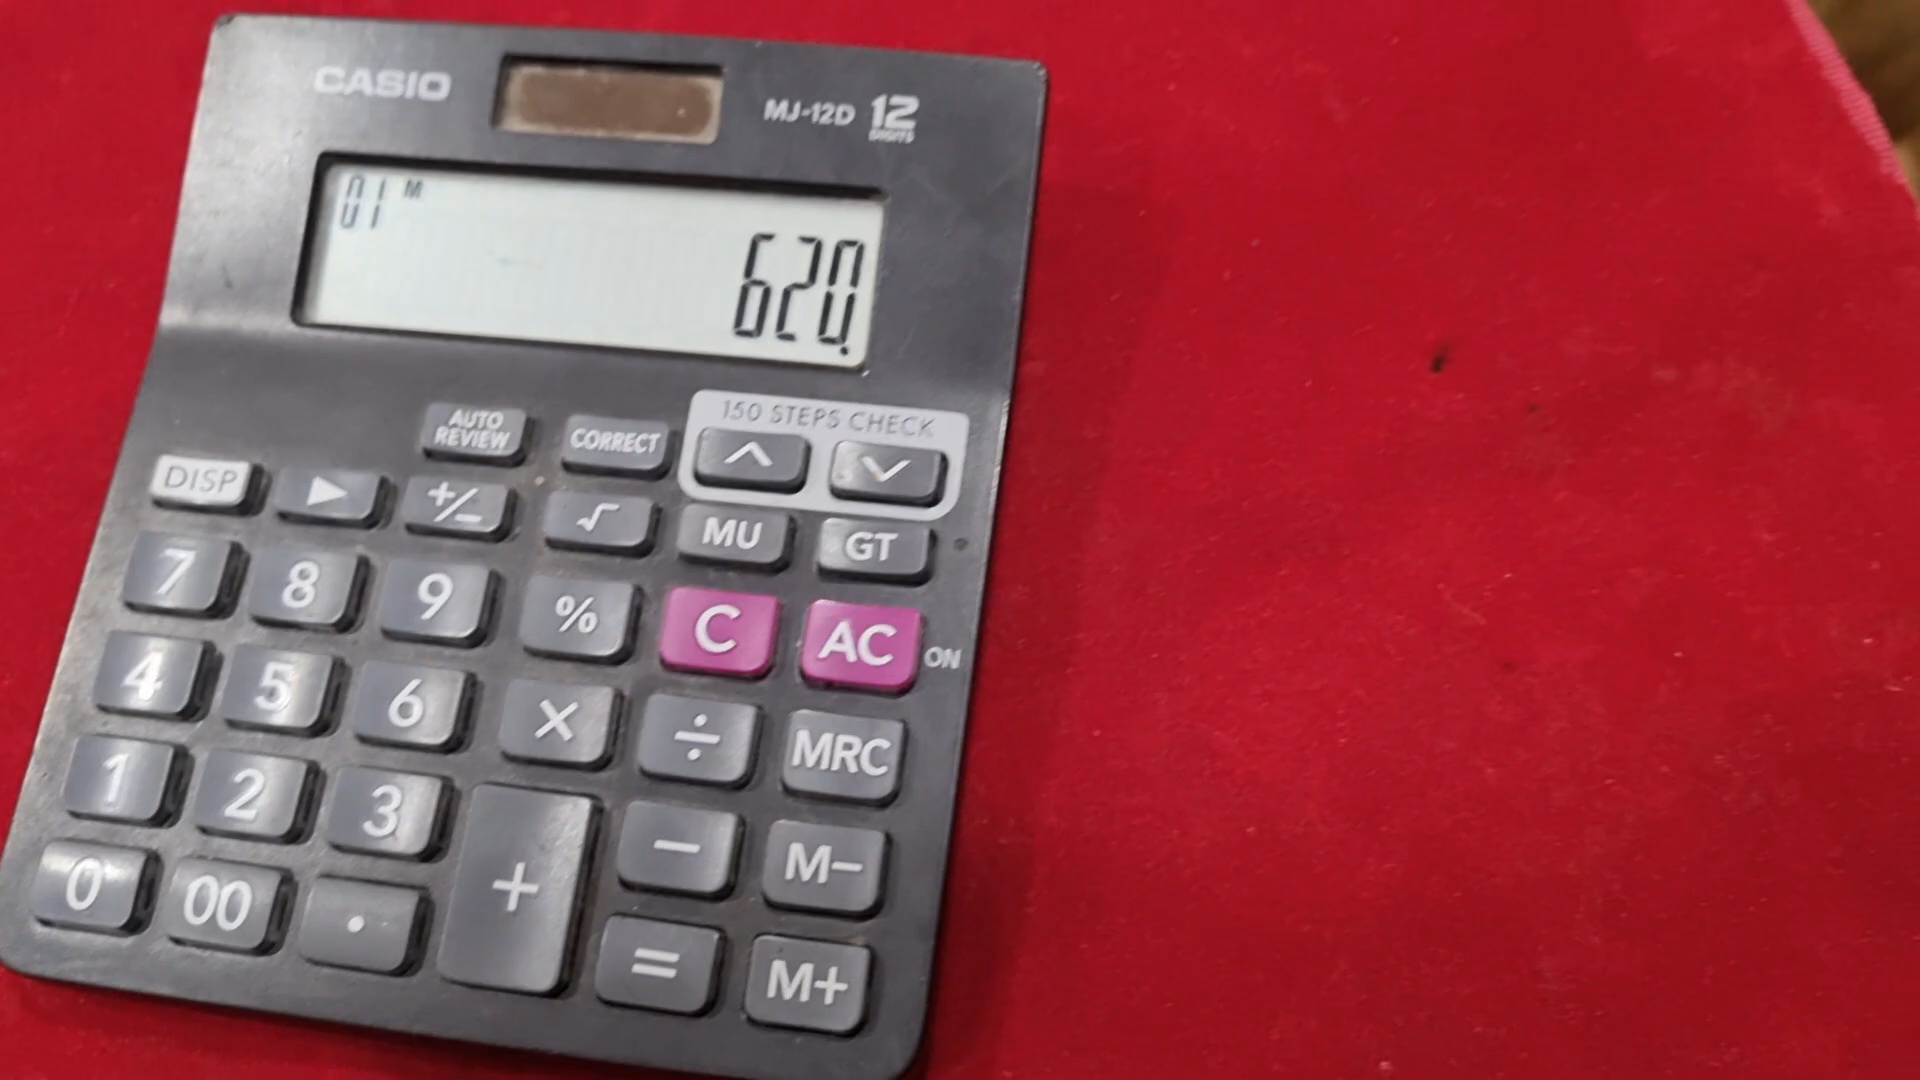 CASIO
MJ-12D 12
DIGITS
01 M
620.
150 STEPS CHECK
AUTO
REVIEW
CORRECT
DISP ▶ +/− √ MU GT
7 8 9 % C AC ON
4 5 6 × ÷ MRC
1 2 3 + − M−
0 00 · = M+